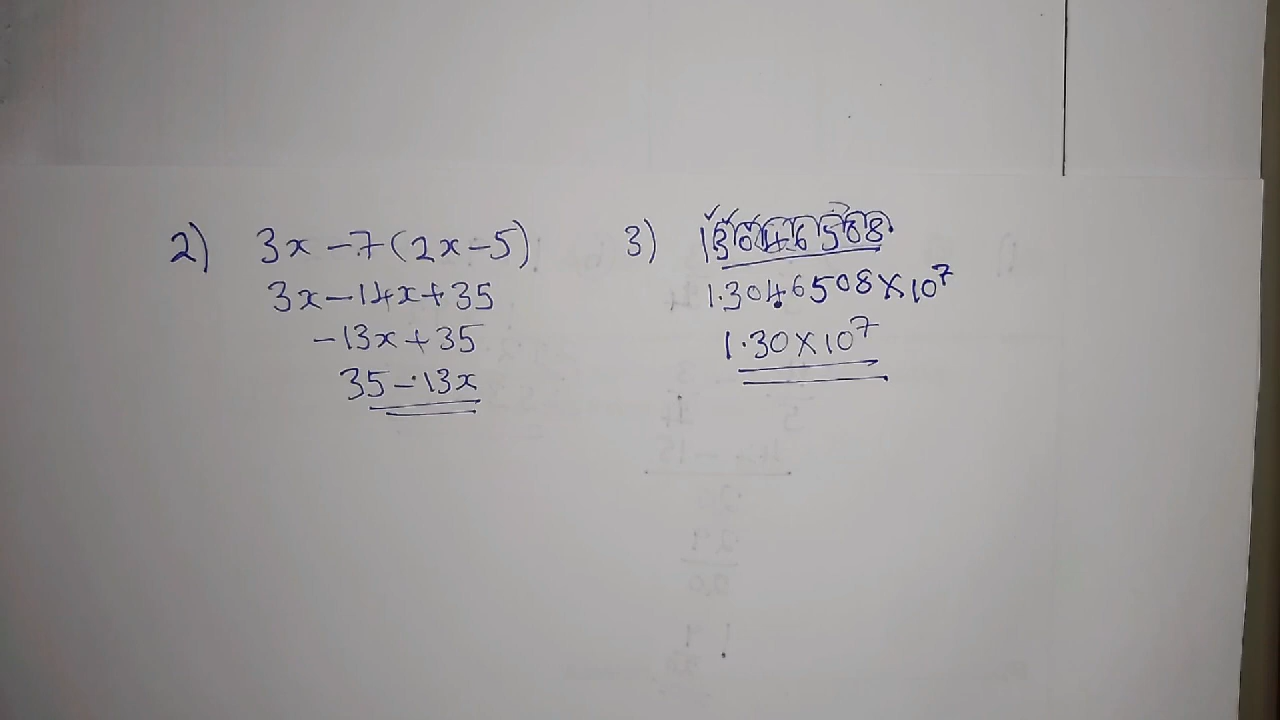 2) 3x - 7(2x - 5)
3x - 14x + 35
- 13x + 35
35 - 13x
3) 13046508
1.3046508 × 10⁷
1.30 × 10⁷